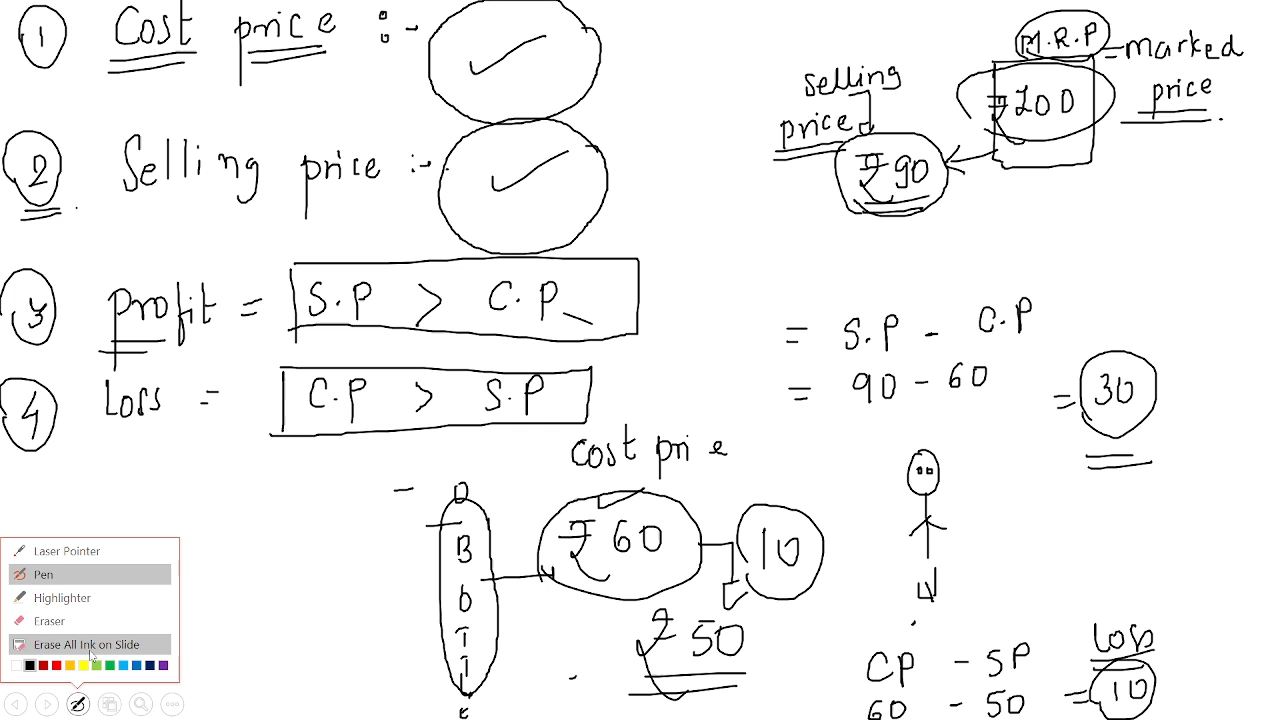 1 Cost price :-
M.R.P = marked price
₹100
selling price
₹90
2 Selling price :-
3 profit = S.P > C.P
= S.P - C.P
= 90 - 60 = 30
4 Loss = C.P > S.P
cost price
BOTTLE
₹60
10
₹50
CP - SP Loss
60 - 50 = 10
Laser Pointer
Pen
Highlighter
Eraser
Erase All Ink on Slide